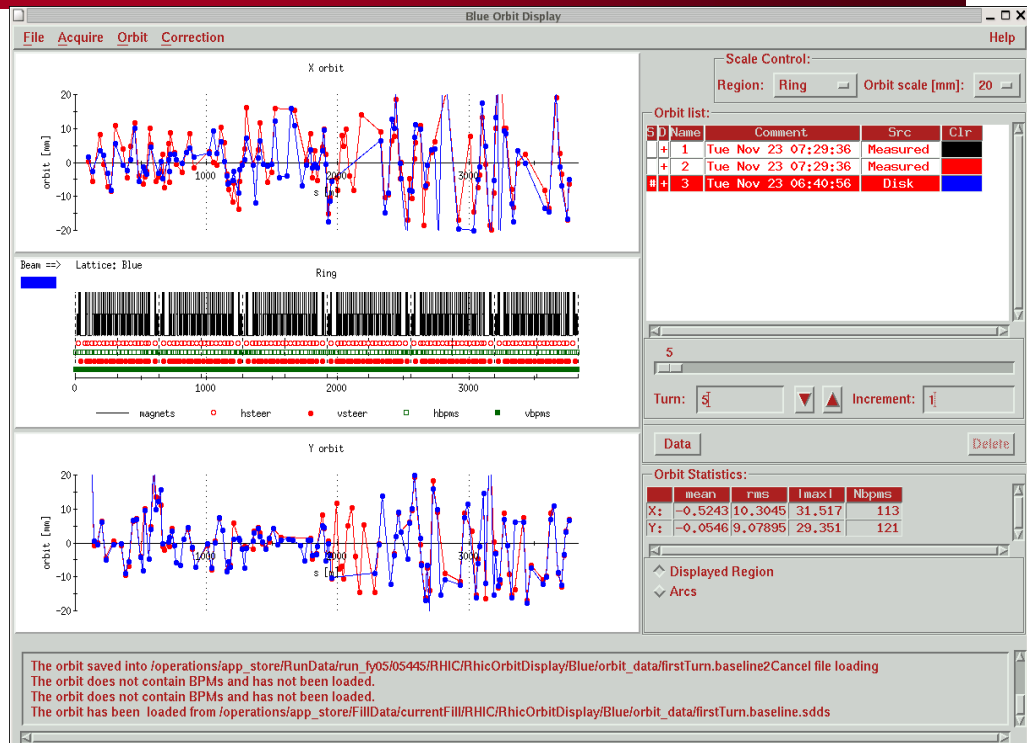 Blue Orbit Display
File Acquire Orbit Correction Help
X orbit
20
10
0
-10
-20
orbit [mm]
1000 2000 3000
s [
Beam ==> Lattice: Blue
Ring
0 1000 2000 3000
magnets hsteer vsteer hbpms vbpms
Y orbit
20
10
0
-10
-20
orbit [mm]
1000 2000 3000
s [
Scale Control:
Region: Ring Orbit scale [mm]: 20
Orbit list:
S D Name Comment Src Clr
+ 1 Tue Nov 23 07:29:36 Measured
+ 2 Tue Nov 23 07:29:36 Measured
# + 3 Tue Nov 23 06:40:56 Disk
5
Turn: 5 Increment: 1
Data Delete
Orbit Statistics:
mean rms |max| Nbpms
X: -0.5243 10.3045 31.517 113
Y: -0.0546 9.07895 29.351 121
Displayed Region
Arcs
The orbit saved into /operations/app_store/RunData/run_fy05/05445/RHIC/RhicOrbitDisplay/Blue/orbit_data/firstTurn.baseline2Cancel file loading
The orbit does not contain BPMs and has not been loaded.
The orbit does not contain BPMs and has not been loaded.
The orbit has been loaded from /operations/app_store/FillData/currentFill/RHIC/RhicOrbitDisplay/Blue/orbit_data/firstTurn.baseline.sdds